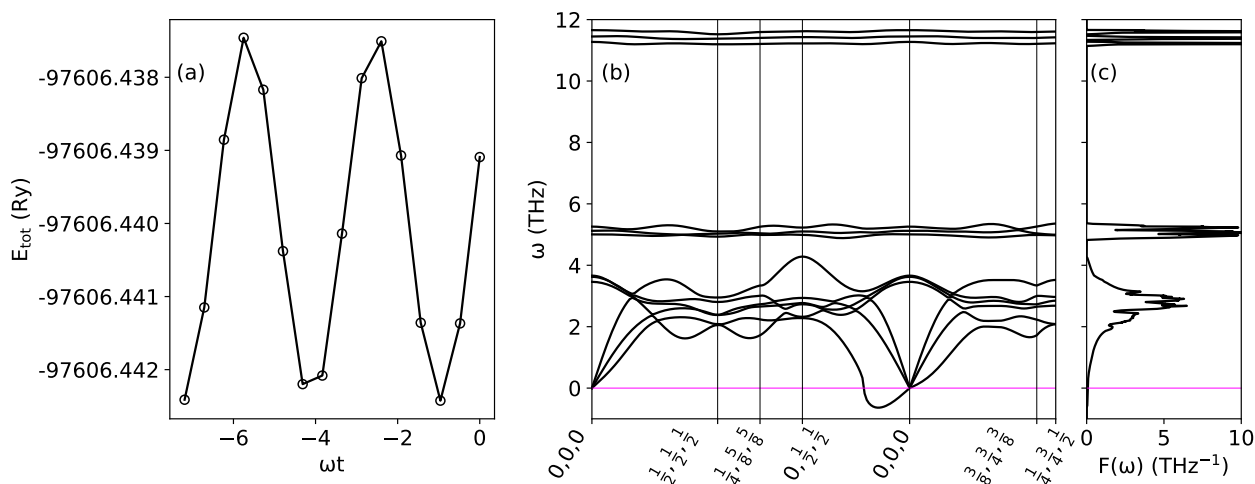 (a)
-97606.438
-97606.439
-97606.440
-97606.441
-97606.442
E_tot (Ry)
−6 −4 −2 0
ωt
(b)
12
10
8
6
4
2
0
ω (THz)
0,0,0
1/2,1/2,1/2
1/4,5/8,5/8
0,1/2,1/2
0,0,0
3/8,3/4,3/8
1/4,3/4,1/2
(c)
0 5 10
F(ω) (THz⁻¹)